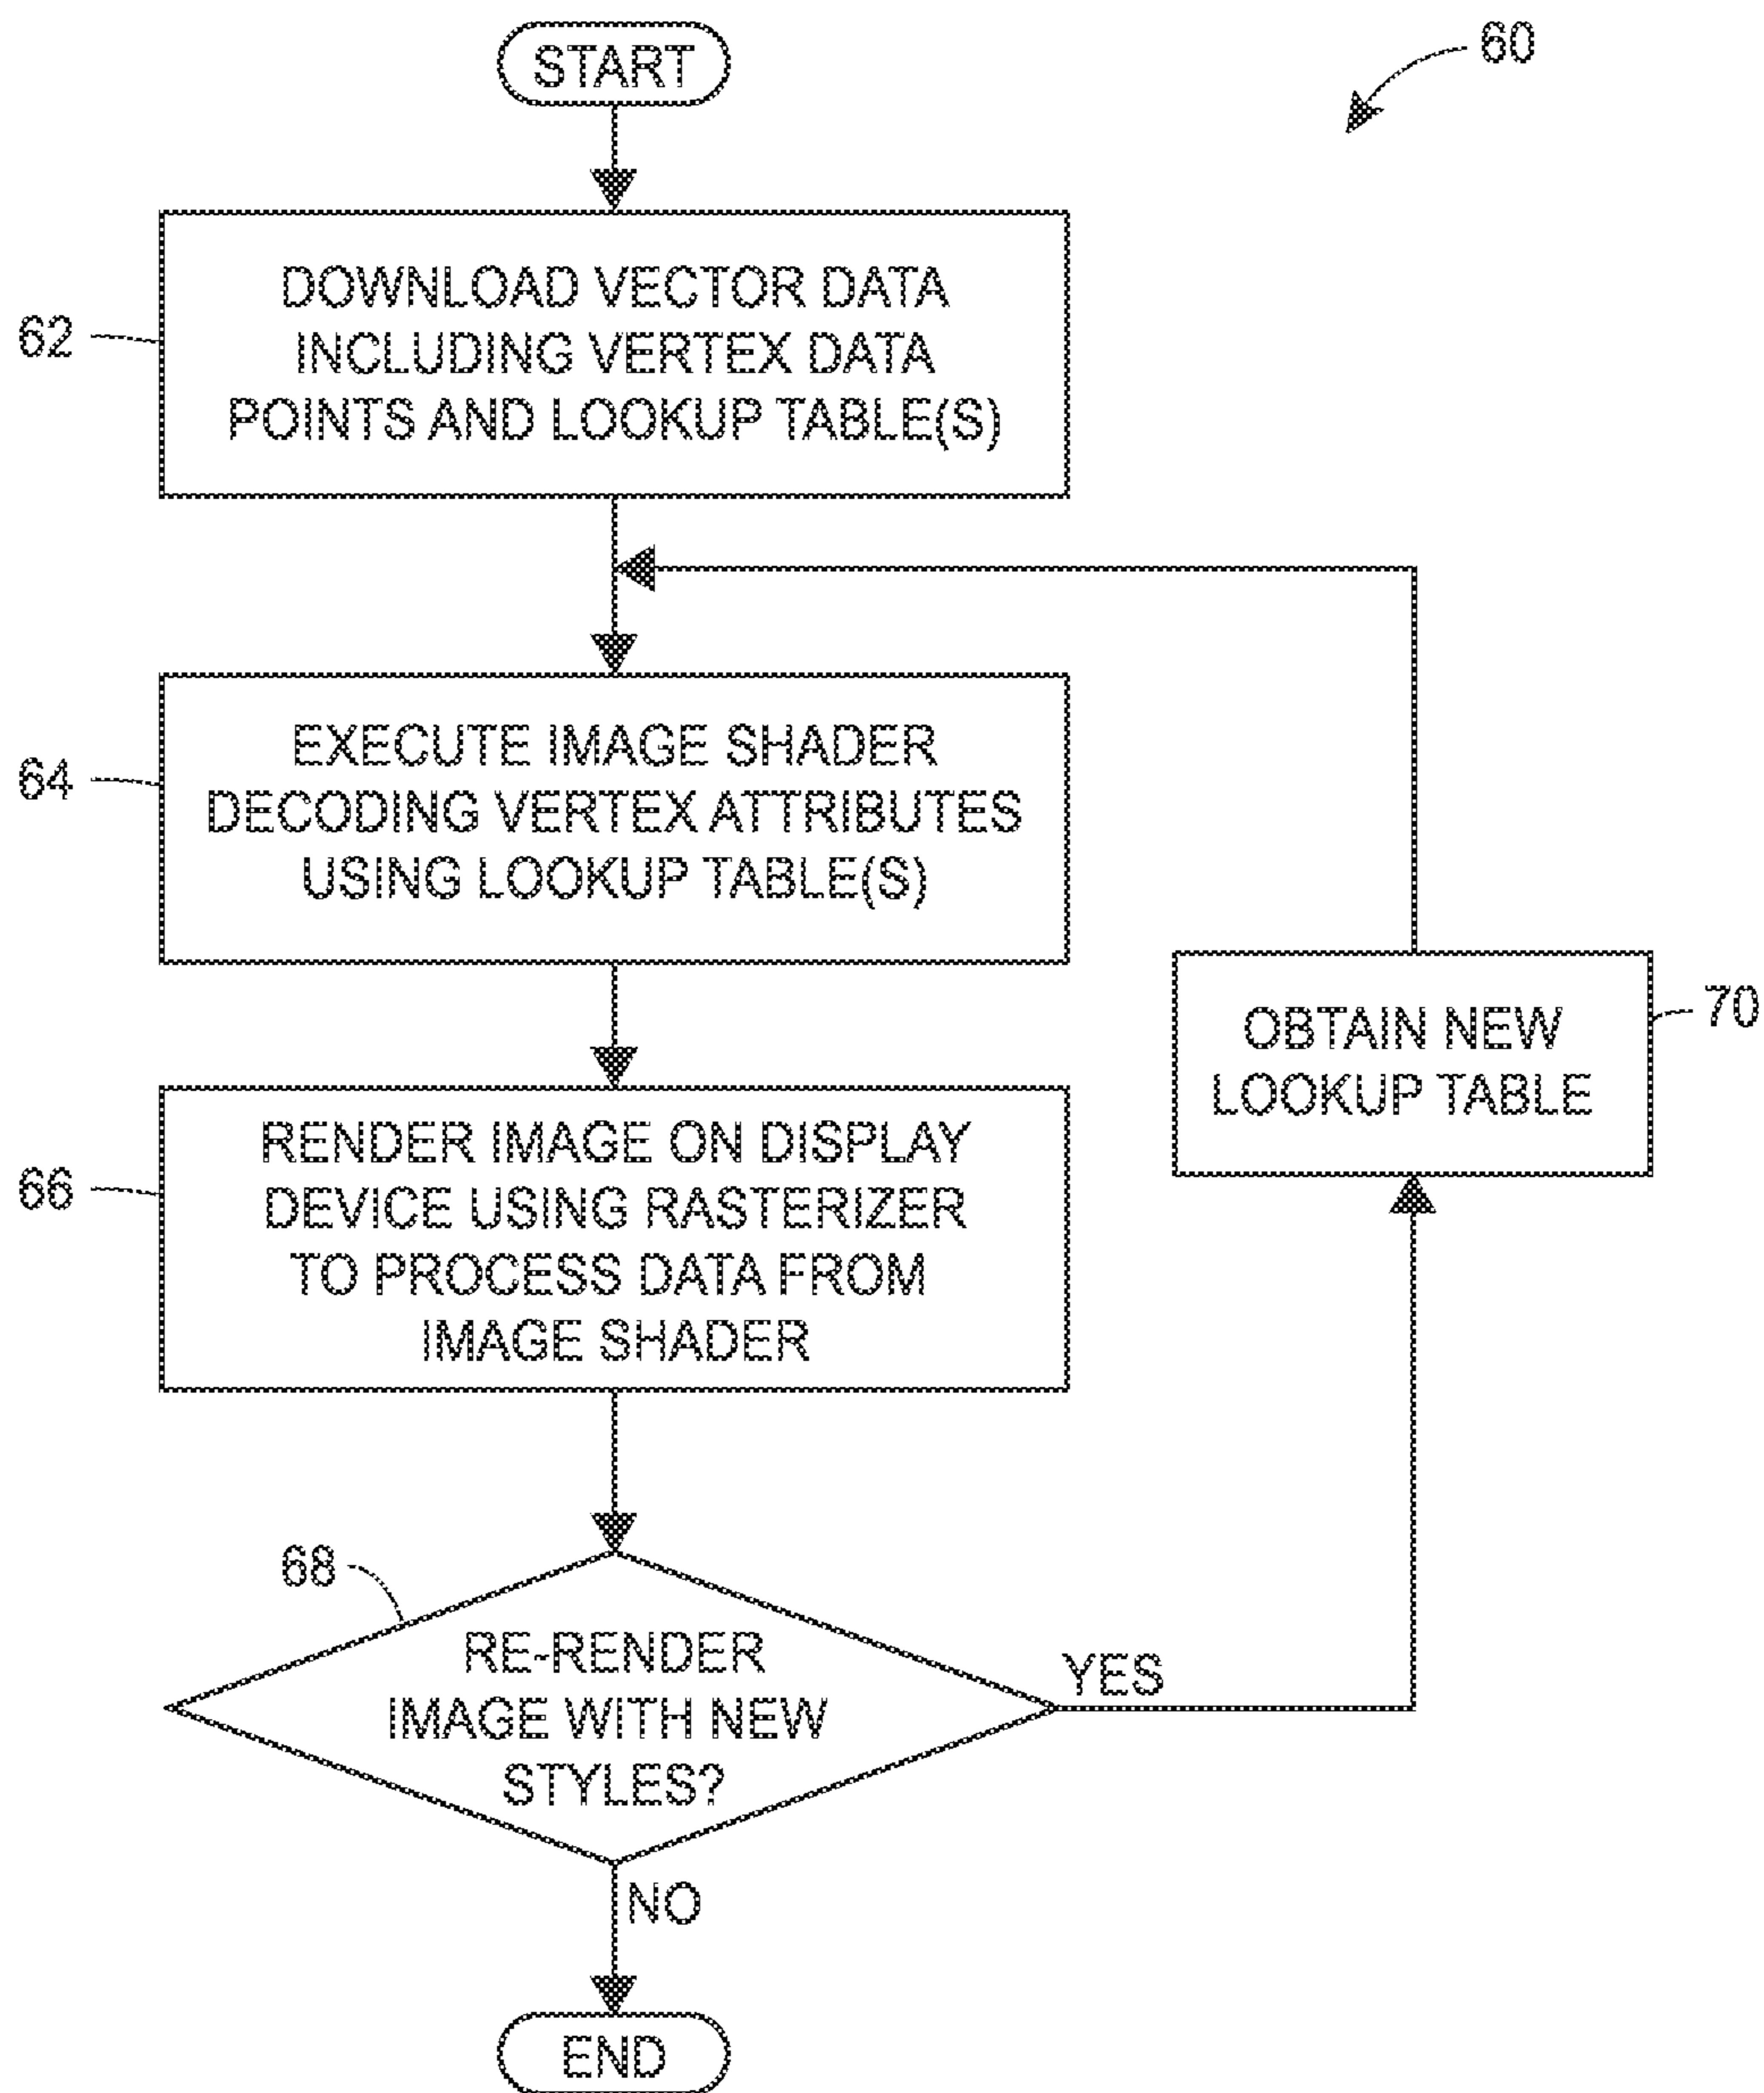 START
60
62
DOWNLOAD VECTOR DATA
INCLUDING VERTEX DATA
POINTS AND LOOKUP TABLE(S)
64
EXECUTE IMAGE SHADER
DECODING VERTEX ATTRIBUTES
USING LOOKUP TABLE(S)
70
OBTAIN NEW
LOOKUP TABLE
66
RENDER IMAGE ON DISPLAY
DEVICE USING RASTERIZER
TO PROCESS DATA FROM
IMAGE SHADER
68
RE-RENDER
IMAGE WITH NEW
STYLES?
YES
NO
END